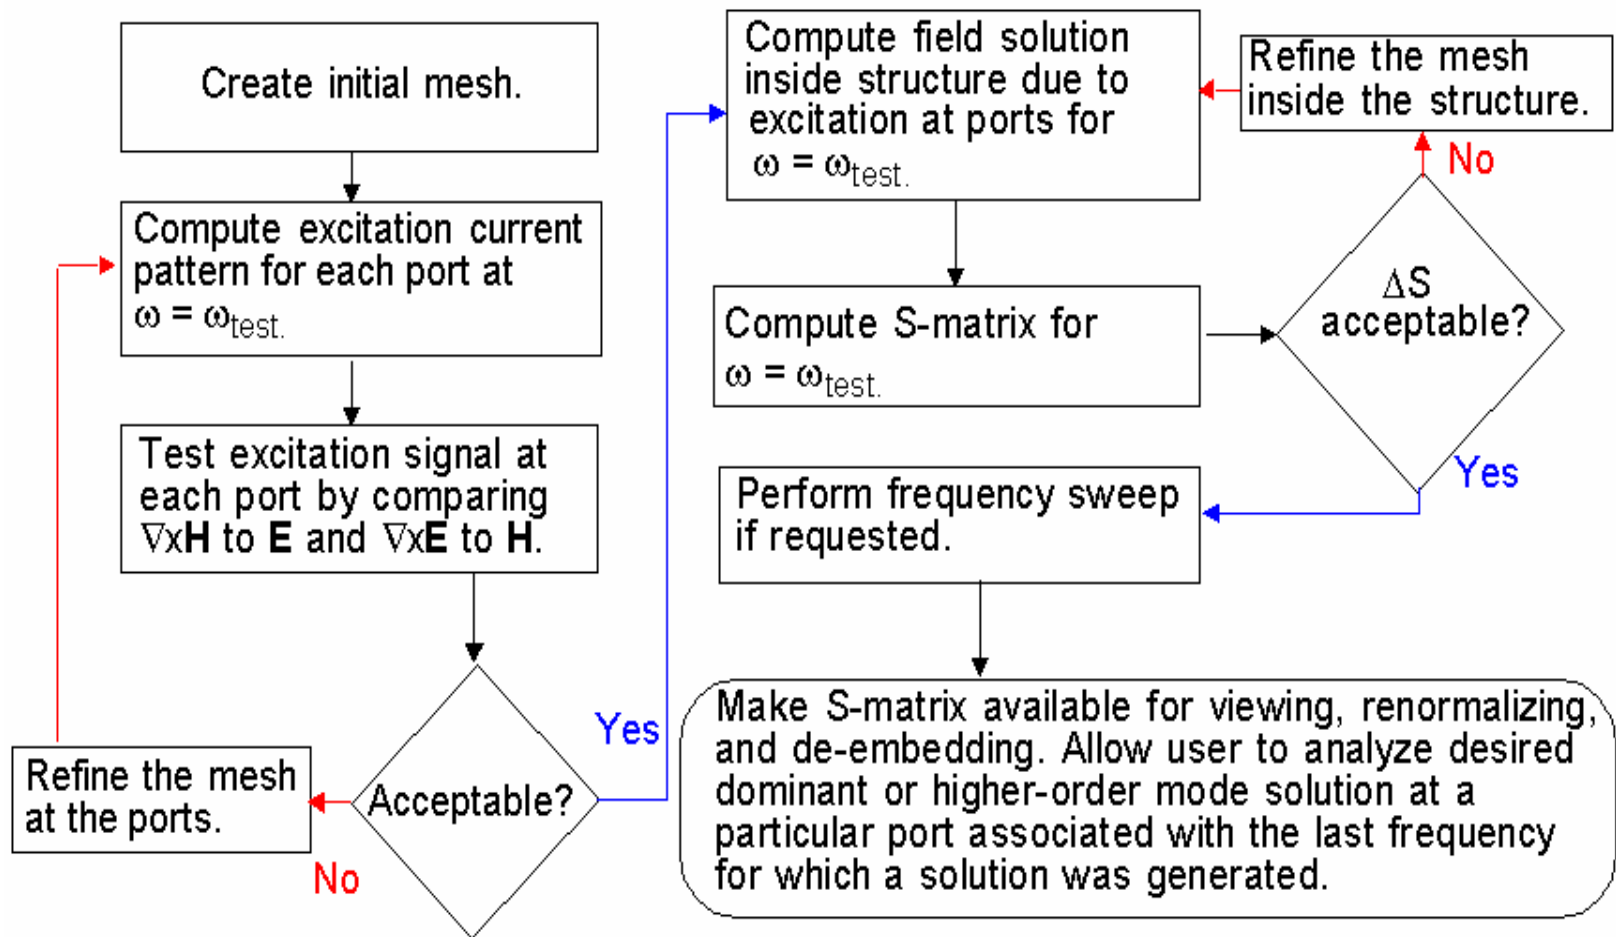 Create initial mesh.
Compute excitation current
pattern for each port at
ω = ωtest.
Test excitation signal at
each port by comparing
∇xH to E and ∇xE to H.
Acceptable?
No
Refine the mesh
at the ports.
Yes
Compute field solution
inside structure due to
excitation at ports for
ω = ωtest.
Compute S-matrix for
ω = ωtest.
ΔS
acceptable?
No
Refine the mesh
inside the structure.
Yes
Perform frequency sweep
if requested.
Make S-matrix available for viewing, renormalizing,
and de-embedding. Allow user to analyze desired
dominant or higher-order mode solution at a
particular port associated with the last frequency
for which a solution was generated.